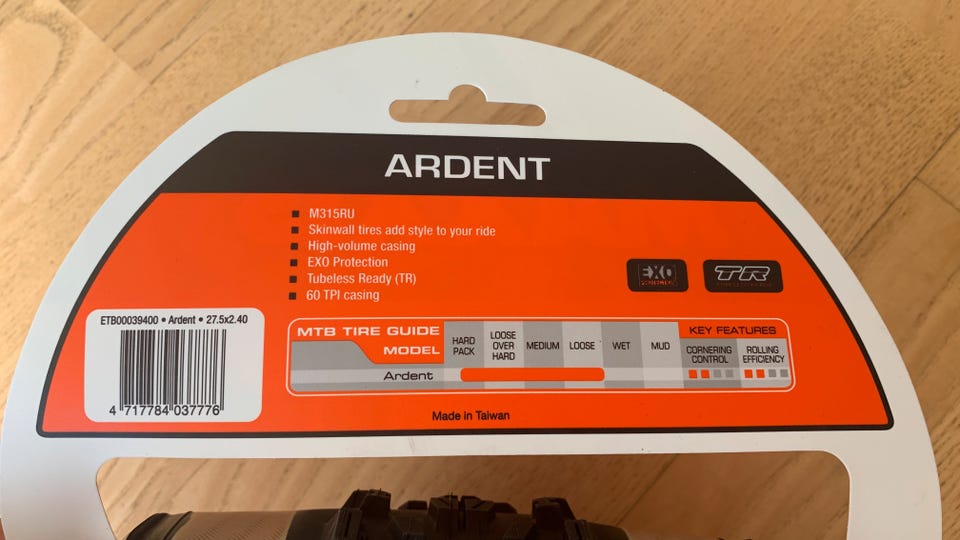 ARDENT
M315RU
Skinwall tires add style to your ride
High-volume casing
EXO Protection
Tubeless Ready (TR)
60 TPI casing
EXO
TR
ETB00039400 • Ardent • 27.5x2.40
4 717784 037776
MTB TIRE GUIDE
MODEL
HARD PACK
LOOSE OVER HARD
MEDIUM
LOOSE
WET
MUD
KEY FEATURES
CORNERING CONTROL
ROLLING EFFICIENCY
Ardent
Made in Taiwan